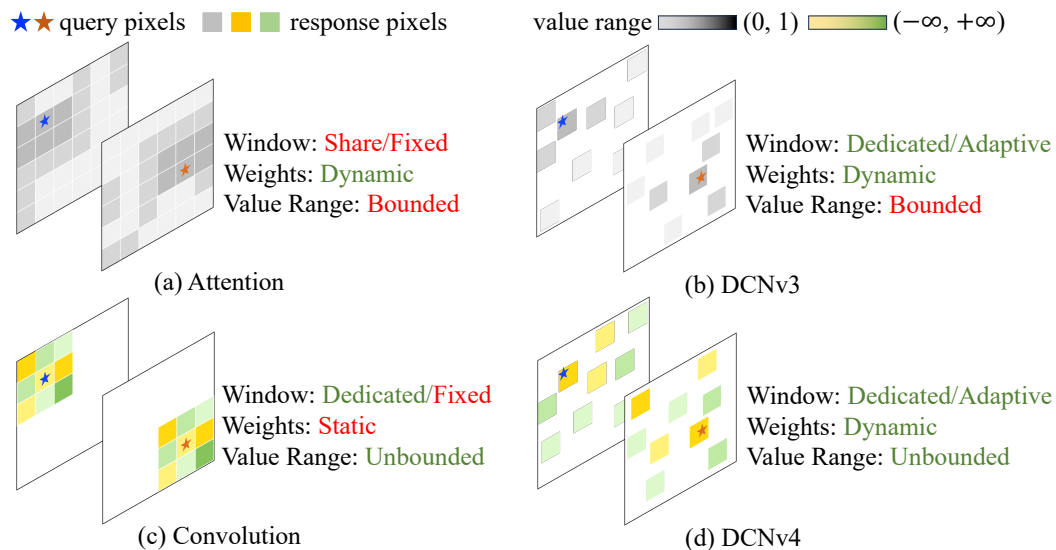 query pixels response pixels value range (0, 1) (−∞, +∞)
Window: Share/Fixed
Weights: Dynamic
Value Range: Bounded
(a) Attention
Window: Dedicated/Adaptive
Weights: Dynamic
Value Range: Bounded
(b) DCNv3
Window: Dedicated/Fixed
Weights: Static
Value Range: Unbounded
(c) Convolution
Window: Dedicated/Adaptive
Weights: Dynamic
Value Range: Unbounded
(d) DCNv4